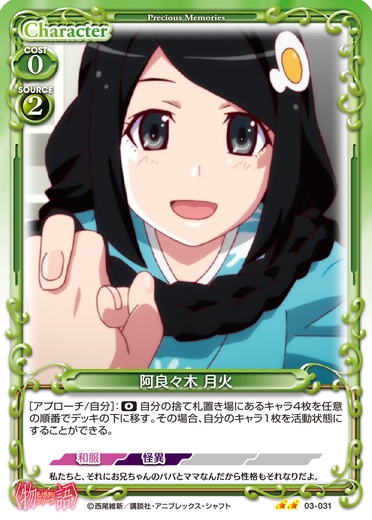 Precious Memories
Character
COST
0
SOURCE
2
阿良々木 月火
[アプローチ/自分]:0自分の捨て札置き場にあるキャラ4枚を任意
の順番でデッキの下に移す。その場合、自分のキャラ1枚を活動状態に
することができる。
和服 怪異
私たちと、それにお兄ちゃんのパパとママなんだから性格もそれなりだよ。
物語
©西尾維新／講談社・アニプレックス・シャフト
03-031